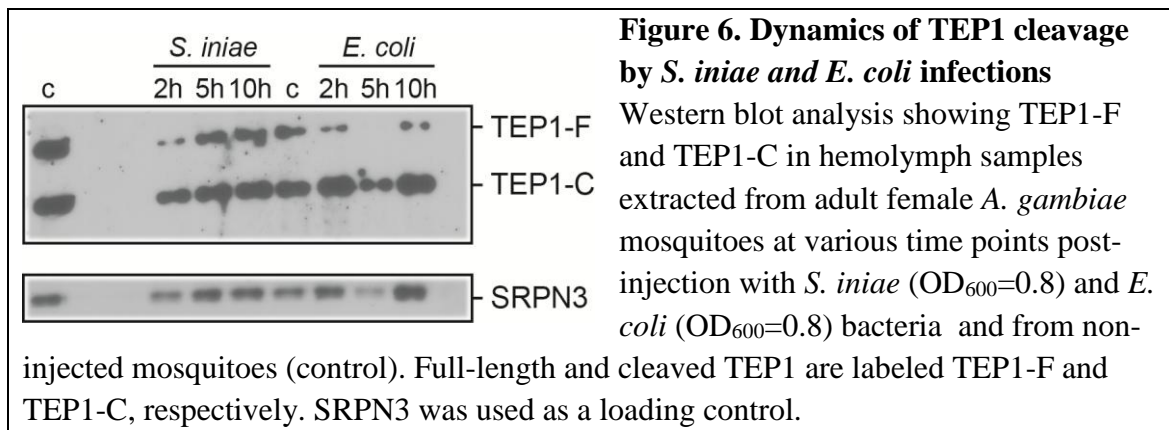 S. iniae E. coli
c 2h 5h 10h c 2h 5h 10h
TEP1-F
TEP1-C
SRPN3
Figure 6. Dynamics of TEP1 cleavage
by S. iniae and E. coli infections
Western blot analysis showing TEP1-F
and TEP1-C in hemolymph samples
extracted from adult female A. gambiae
mosquitoes at various time points post-
injection with S. iniae (OD600=0.8) and E.
coli (OD600=0.8) bacteria and from non-
injected mosquitoes (control). Full-length and cleaved TEP1 are labeled TEP1-F and
TEP1-C, respectively. SRPN3 was used as a loading control.